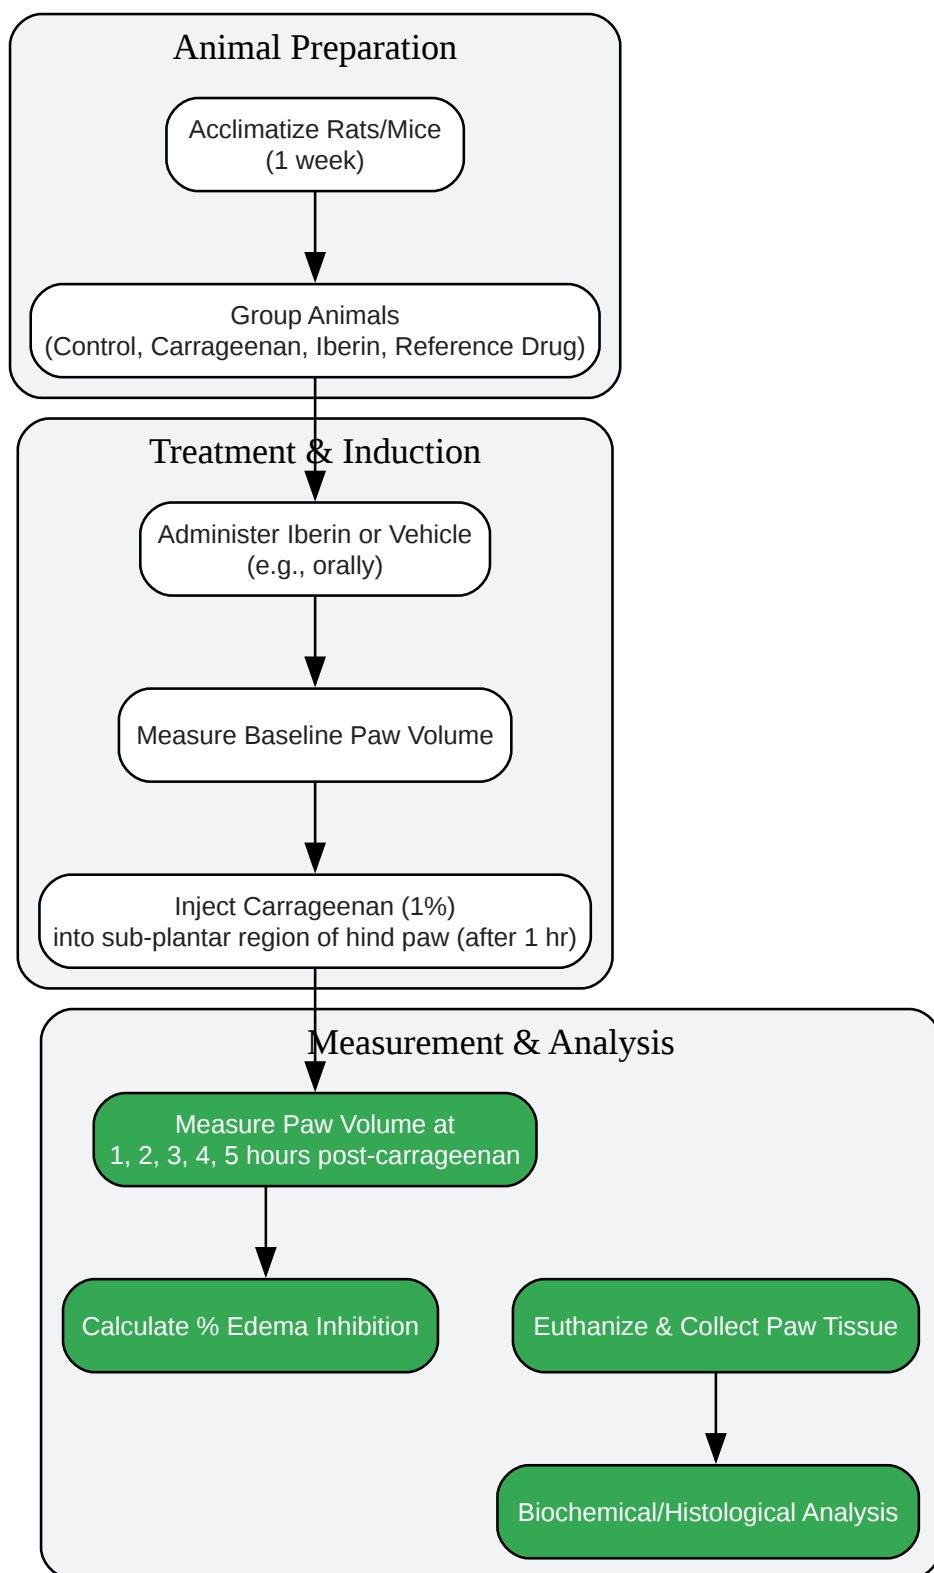 Animal Preparation
Acclimatize Rats/Mice
(1 week)
Group Animals
(Control, Carrageenan, Iberin, Reference Drug)
Treatment & Induction
Administer Iberin or Vehicle
(e.g., orally)
Measure Baseline Paw Volume
Inject Carrageenan (1%)
into sub-plantar region of hind paw (after 1 hr)
Measurement & Analysis
Measure Paw Volume at
1, 2, 3, 4, 5 hours post-carrageenan
Calculate % Edema Inhibition
Euthanize & Collect Paw Tissue
Biochemical/Histological Analysis